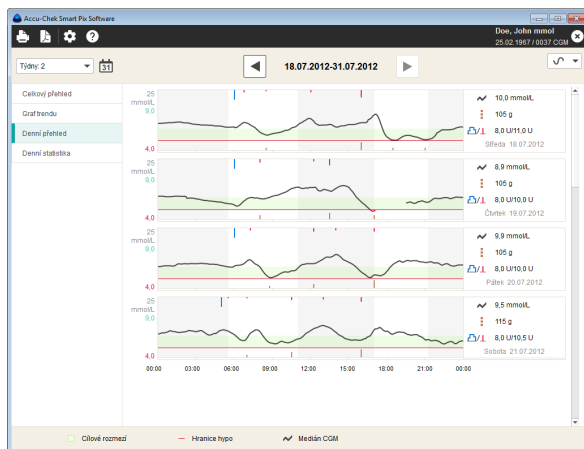 Accu-Chek Smart Pix Software
Doe, John mmol
25.02.1967 / 0037 CGM
Týdny: 2
31
18.07.2012-31.07.2012
Celkový přehled
Graf trendu
Denní přehled
Denní statistika
25
mmol/L
9,0
4,0
10,0 mmol/L
105 g
8,0 U/11,0 U
Středa 18.07.2012
25
mmol/L
9,0
4,0
8,9 mmol/L
105 g
8,0 U/10,0 U
Čtvrtek 19.07.2012
25
mmol/L
9,0
4,0
9,9 mmol/L
105 g
8,0 U/10,0 U
Pátek 20.07.2012
25
mmol/L
9,0
4,0
9,5 mmol/L
115 g
8,0 U/10,5 U
Sobota 21.07.2012
00:00 03:00 06:00 09:00 12:00 15:00 18:00 21:00 00:00
Cílové rozmezí Hranice hypo Medián CGM